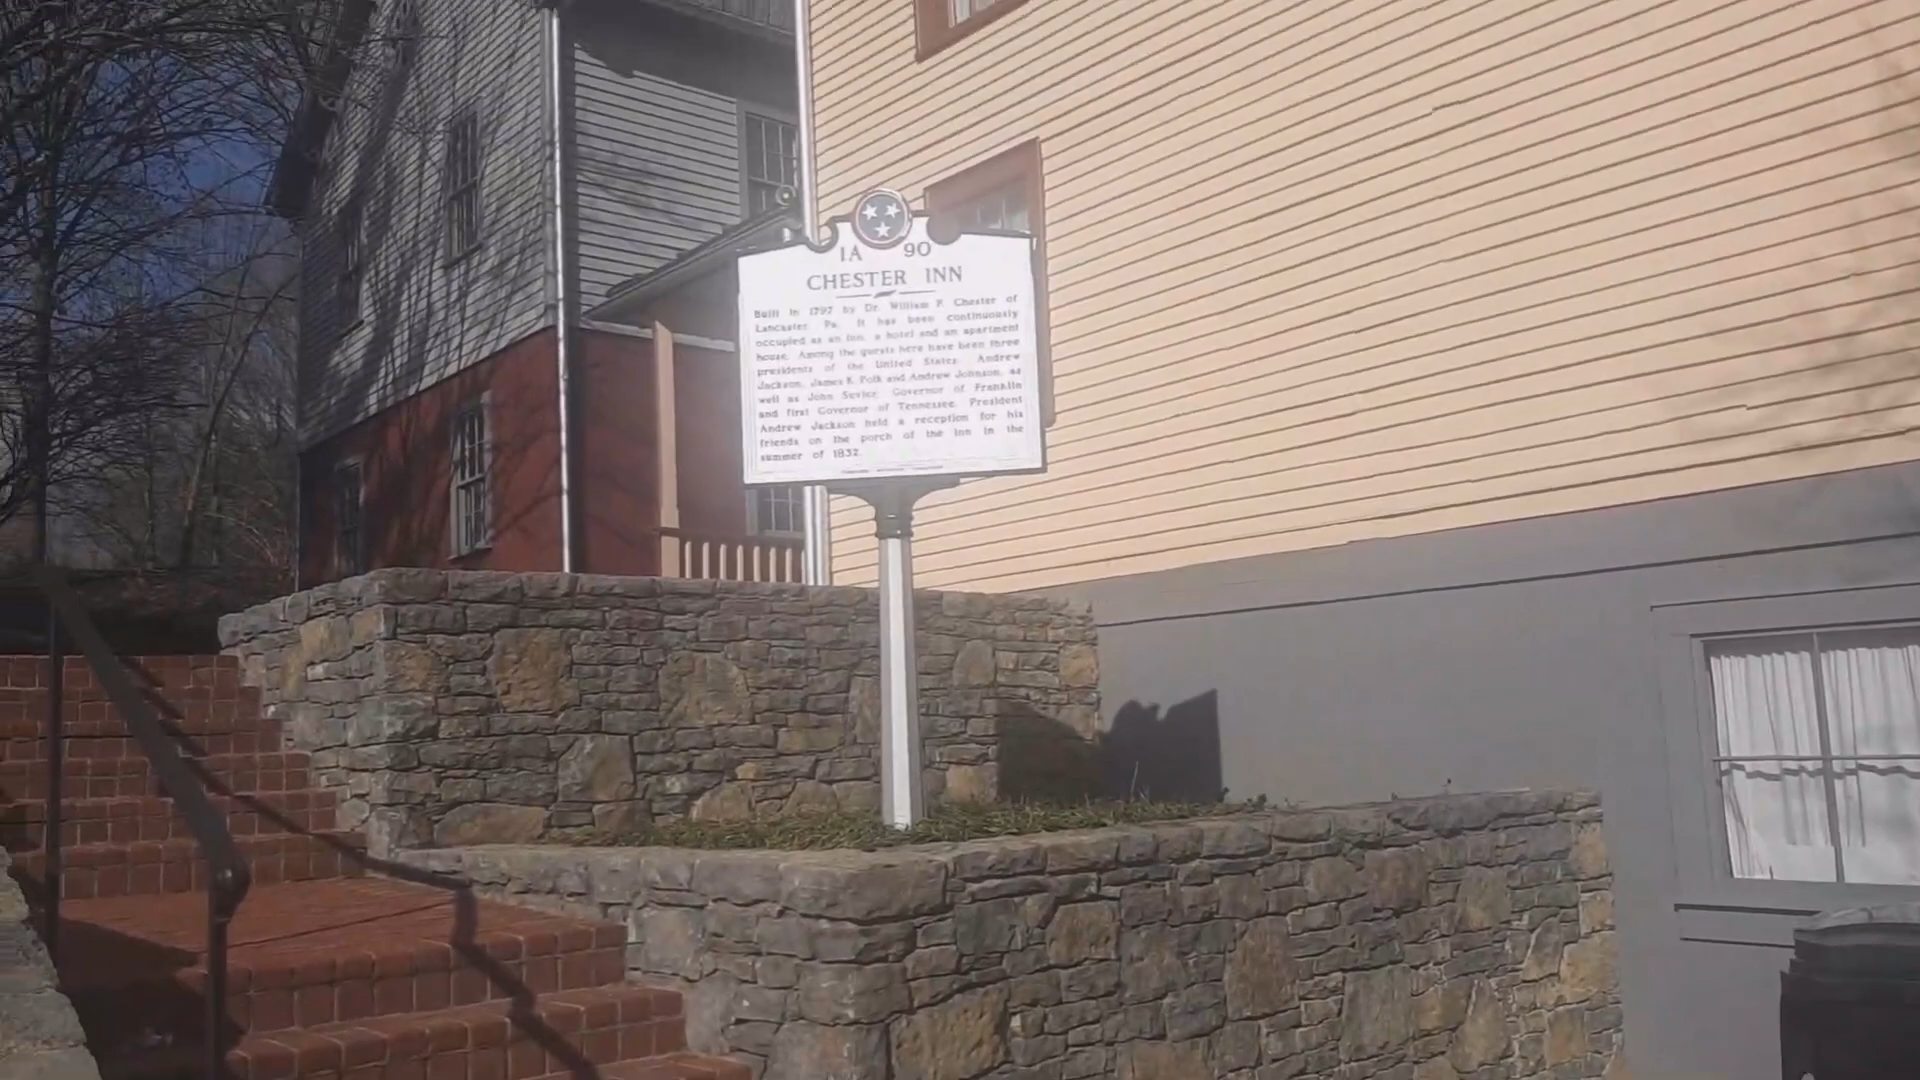 1A 90
CHESTER INN
Built in 1797 by Dr. William P. Chester of
Lancaster, Pa. It has been continuously
occupied as an inn, a hotel and an apartment
house. Among the guests here have been three
presidents of the United States, Andrew
Jackson, James K. Polk and Andrew Johnson, as
well as John Sevier, Governor of Franklin
and first Governor of Tennessee. President
Andrew Jackson held a reception for his
friends on the porch of the inn in the
summer of 1832.